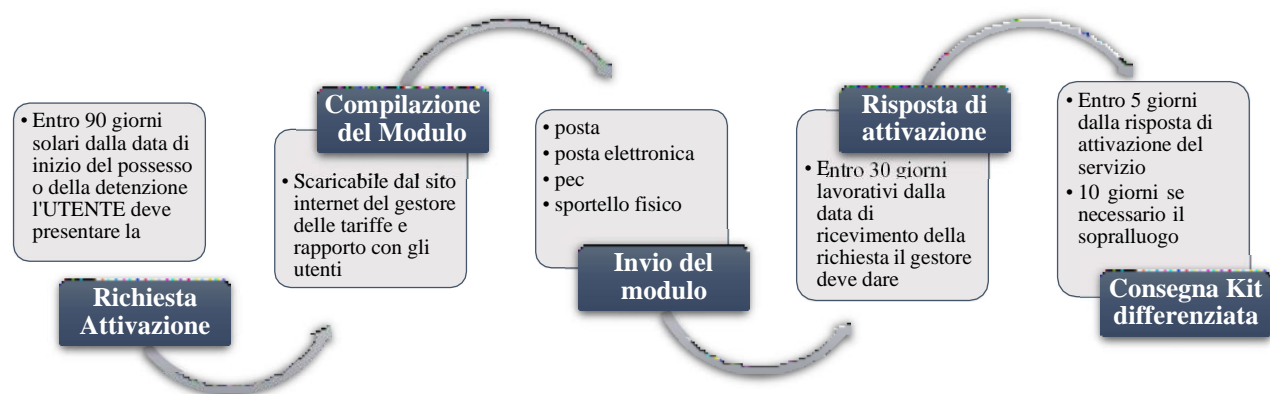 • Entro 90 giorni
solari dalla data di
inizio del possesso
o della detenzione
l'UTENTE deve
presentare la
Richiesta
Attivazione
Compilazione
del Modulo
• Scaricabile dal sito
internet del gestore
delle tariffe e
rapporto con gli
utenti
• posta
• posta elettronica
• pec
• sportello fisico
Invio del
modulo
Risposta di
attivazione
• Entro 30 giorni
lavorativi dalla
data di
ricevimento della
richiesta il gestore
deve dare
• Entro 5 giorni
dalla risposta di
attivazione del
servizio
• 10 giorni se
necessario il
sopralluogo
Consegna Kit
differenziata